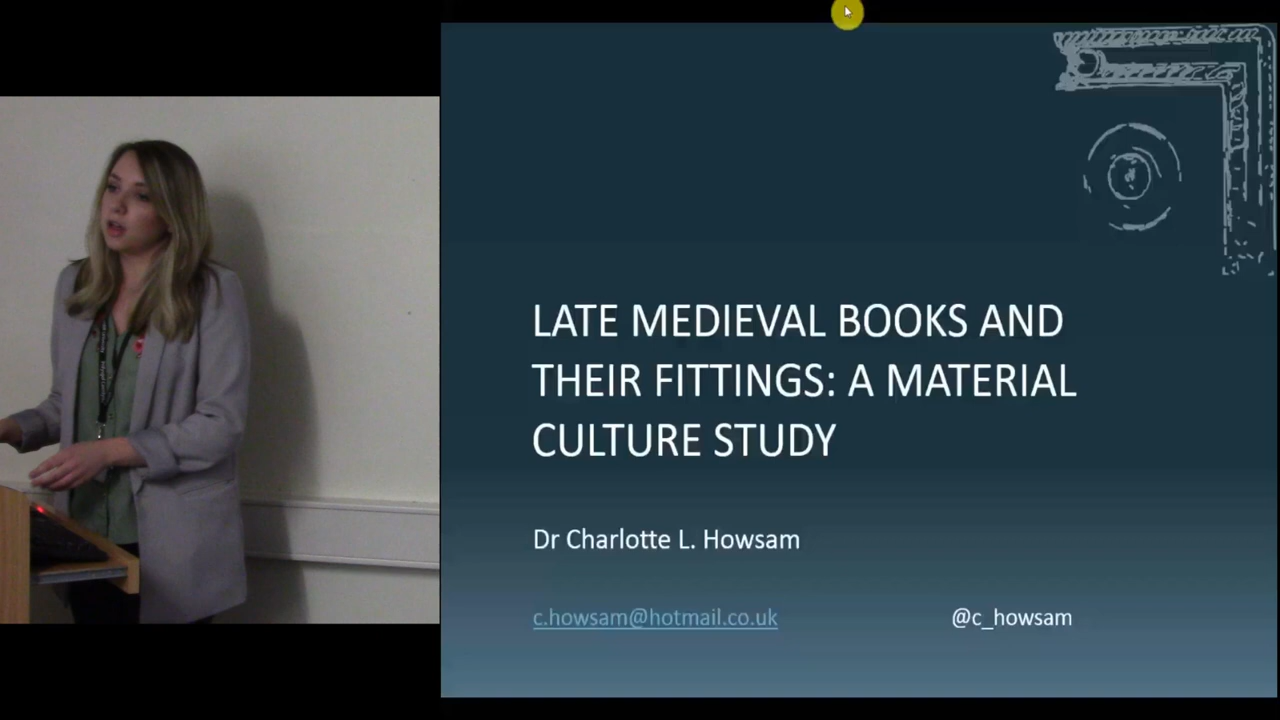 LATE MEDIEVAL BOOKS AND
THEIR FITTINGS: A MATERIAL
CULTURE STUDY
Dr Charlotte L. Howsam
c.howsam@hotmail.co.uk
@c_howsam